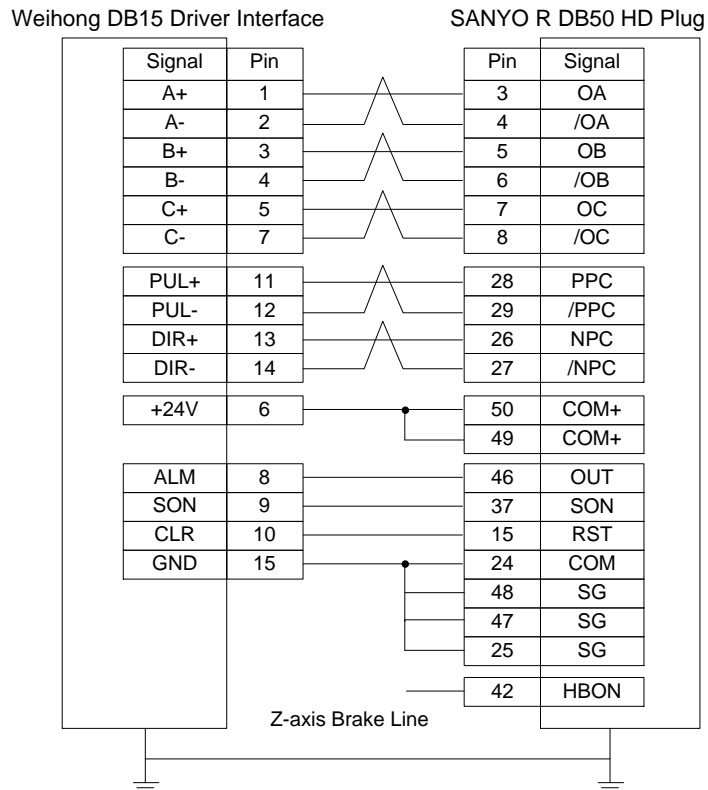 Weihong DB15 Driver Interface SANYO R DB50 HD Plug
Signal Pin Pin Signal
A+ 1 3 OA
A- 2 4 /OA
B+ 3 5 OB
B- 4 6 /OB
C+ 5 7 OC
C- 7 8 /OC
PUL+ 11 28 PPC
PUL- 12 29 /PPC
DIR+ 13 26 NPC
DIR- 14 27 /NPC
+24V 6 50 COM+
49 COM+
ALM 8 46 OUT
SON 9 37 SON
CLR 10 15 RST
GND 15 24 COM
48 SG
47 SG
25 SG
42 HBON
Z-axis Brake Line